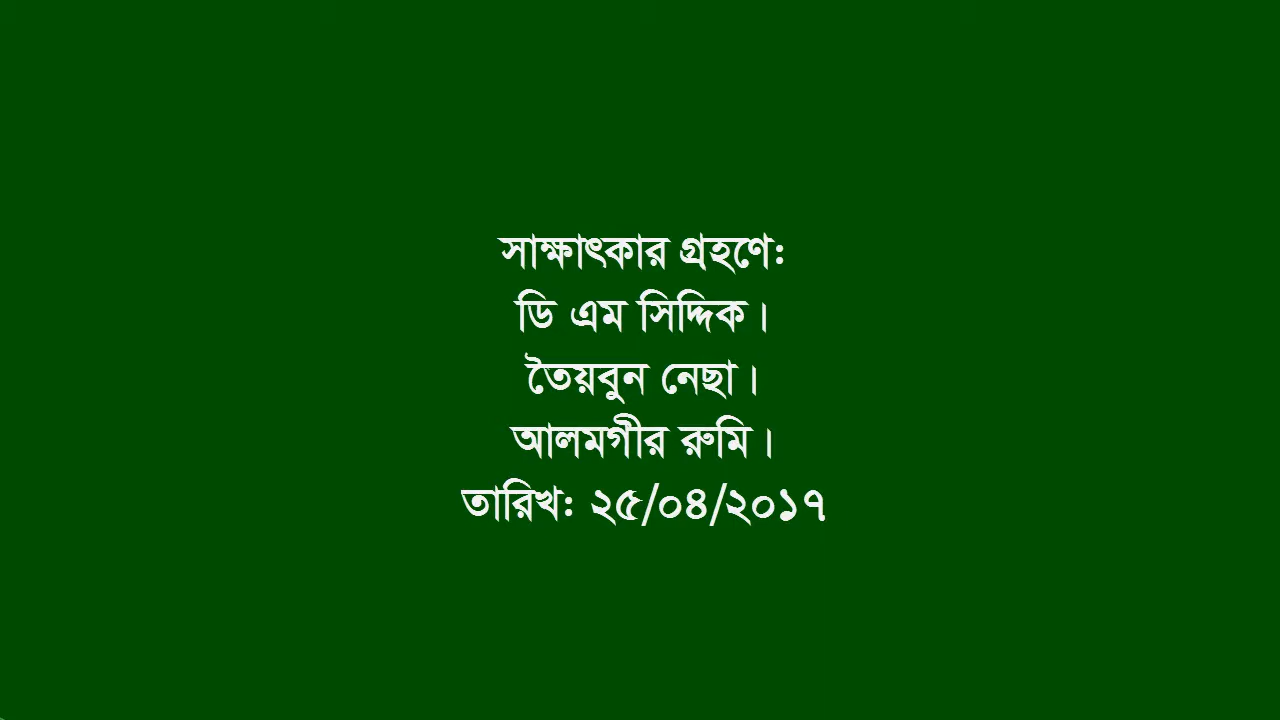 সাক্ষাৎকার গ্রহণে:
ডি এম সিদ্দিক।
তৈয়বুন নেছা।
আলমগীর রুমি।
তারিখ: ২৫/০৪/২০১৭